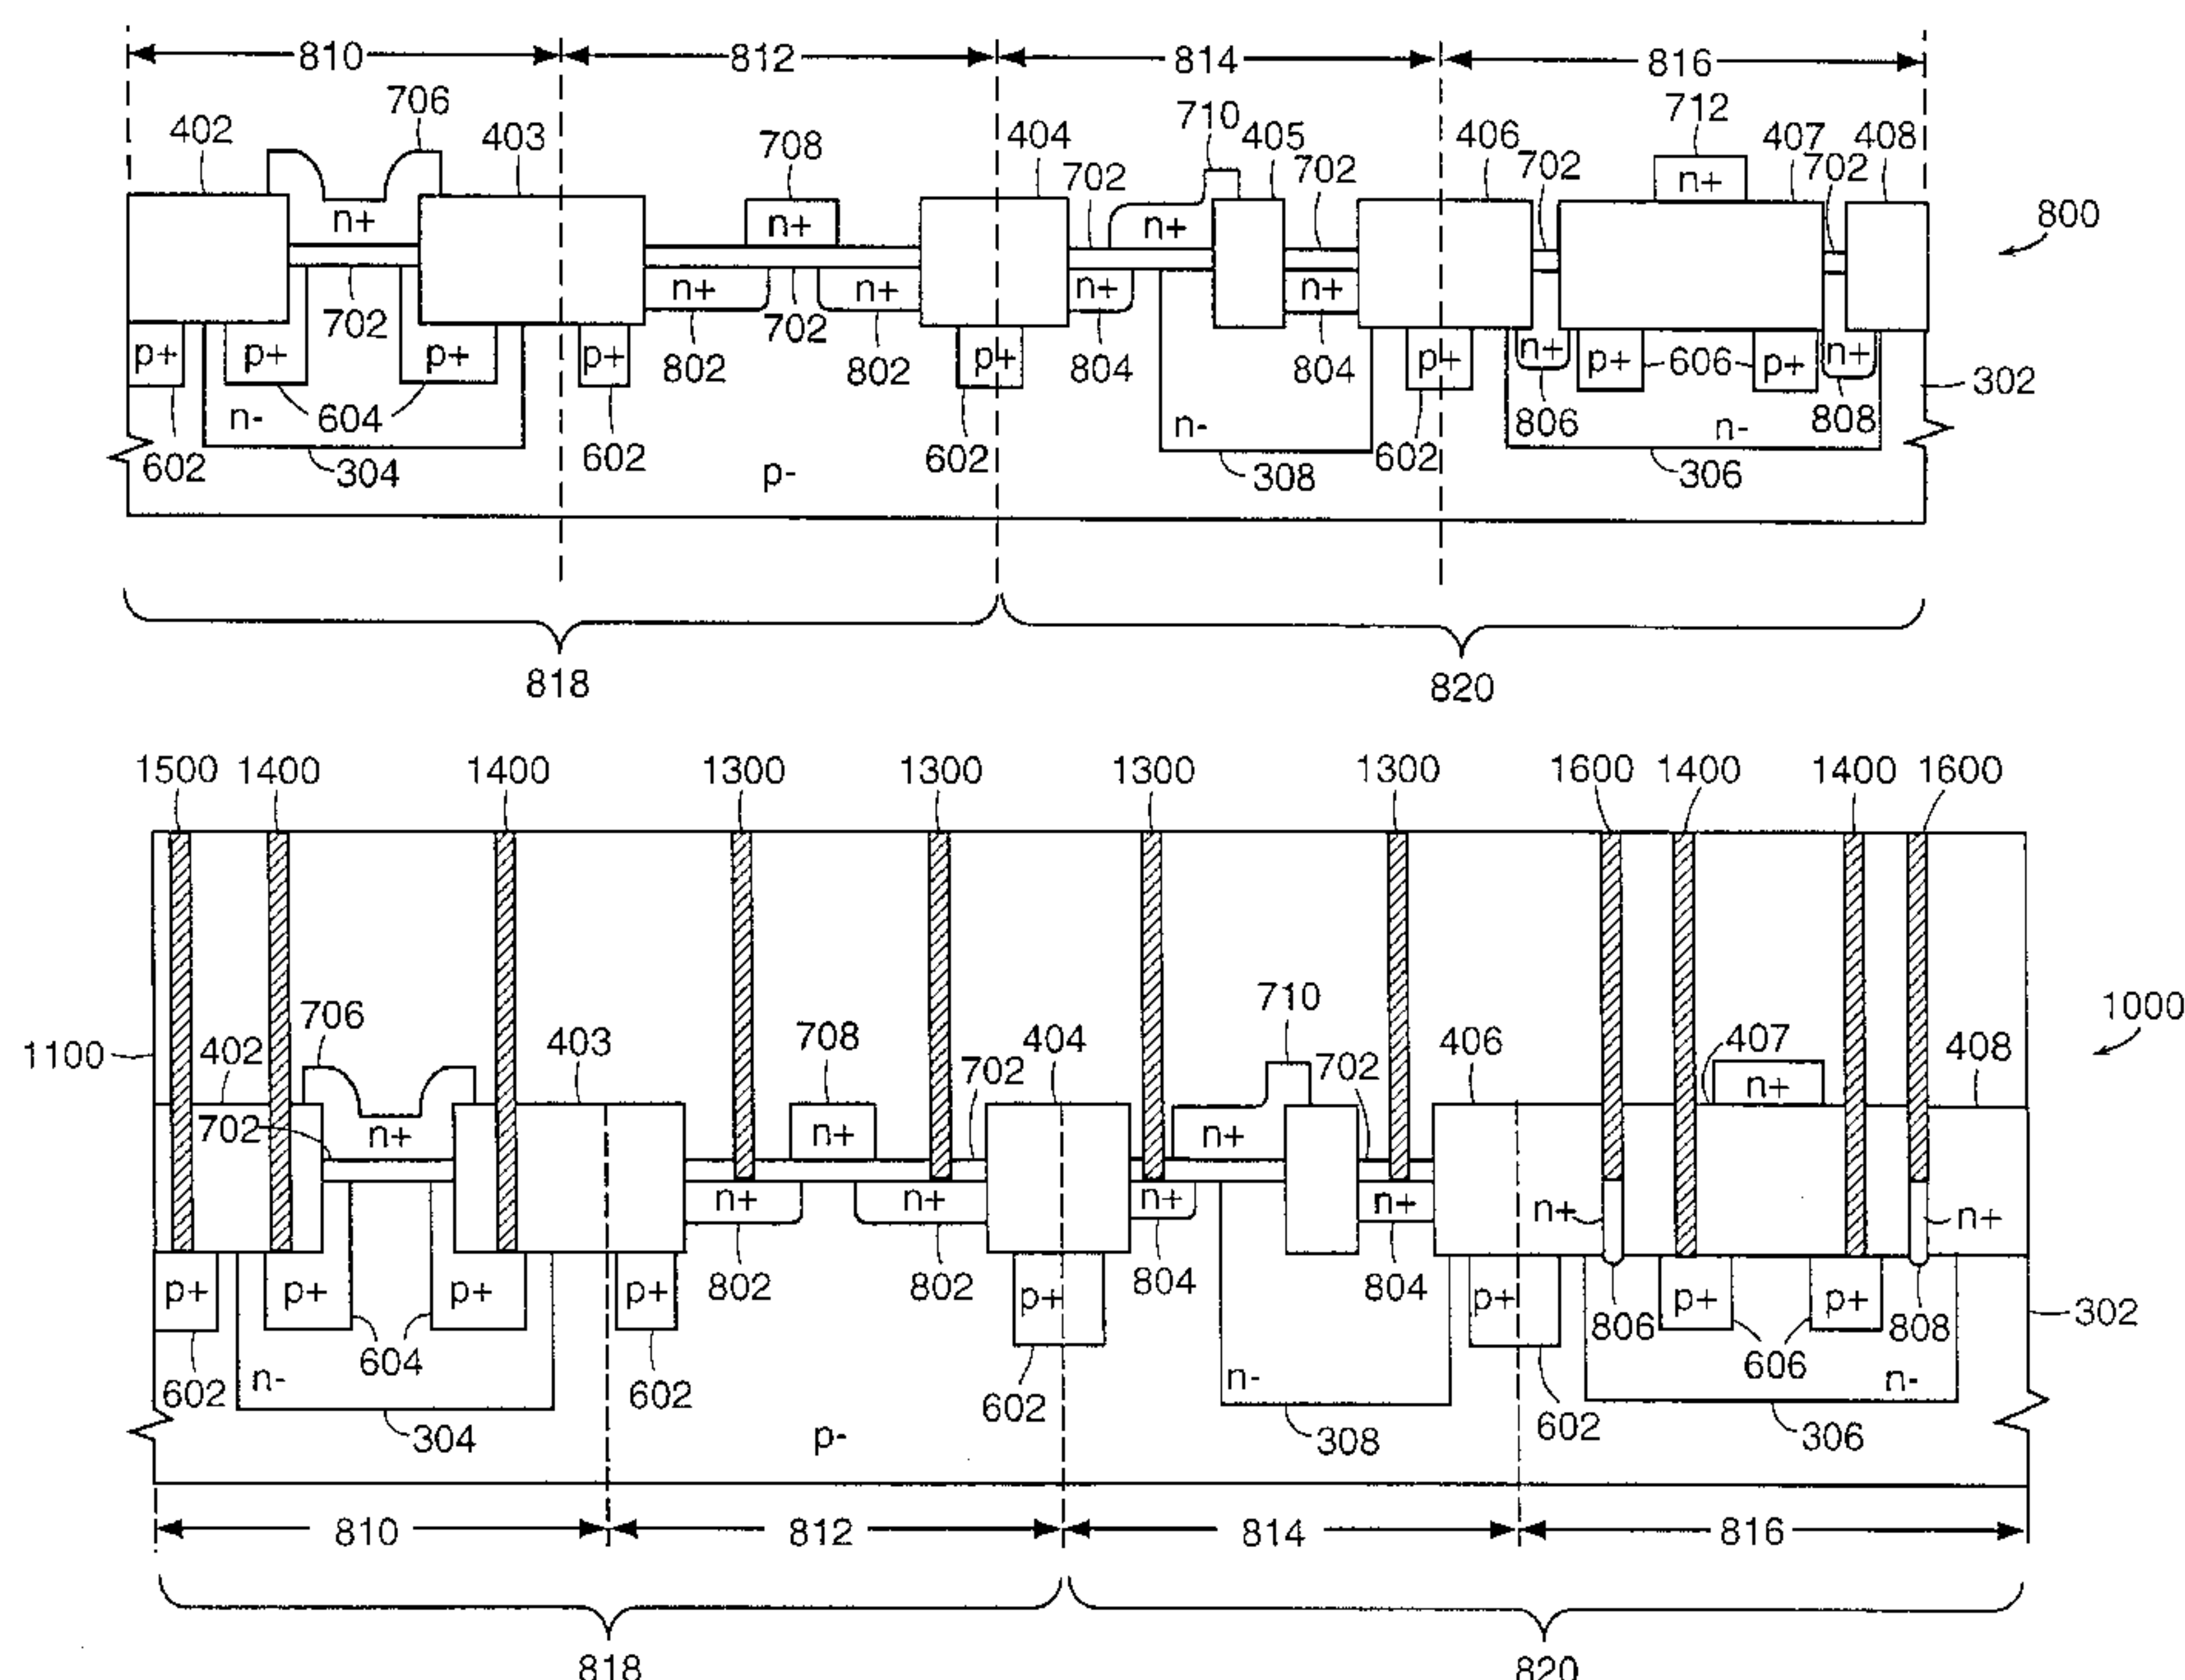 810 812 814 816
706 710 712
402 403 708 404 702 405 702 406 702 407 702 408
800
n+ n+ n+ n+
n+ n+ n+ n+
p+ p+ 702 p+ p+ 802 702 802 p+ 804 804 p+ n+ p+ 606 p+ n+
302
n- 604 n- 806 n- 808
602 304 602 p- 602 308 602 306
818 820
1500 1400 1400 1300 1300 1300 1300 1600 1400 1400 1600
710
706 1000
1100 402 403 708 702 404 702 406 407 408
n+
702 n+ n+ n+
n+ n+ n+ n+ n+ n+
p+ p+ p+ p+ 802 802 p+ 804 804 p+ 806 p+ p+ 808 302
602 604 n- 602 602 n- 606 n-
304 p- 308 602 306
810 812 814 816
818 820